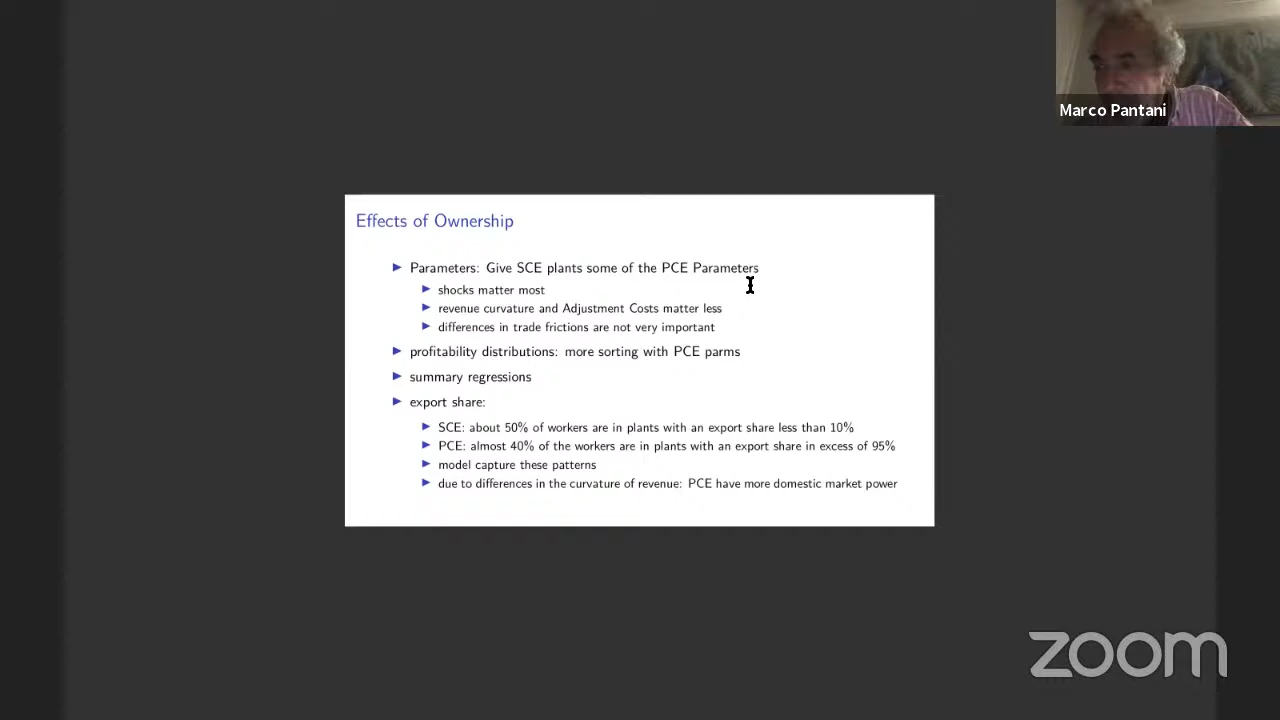 Marco Pantani
Effects of Ownership
Parameters: Give SCE plants some of the PCE Parameters
shocks matter most
revenue curvature and Adjustment Costs matter less
differences in trade frictions are not very important
profitability distributions: more sorting with PCE parms
summary regressions
export share:
SCE: about 50% of workers are in plants with an export share less than 10%
PCE: almost 40% of the workers are in plants with an export share in excess of 95%
model capture these patterns
due to differences in the curvature of revenue: PCE have more domestic market power
zoom